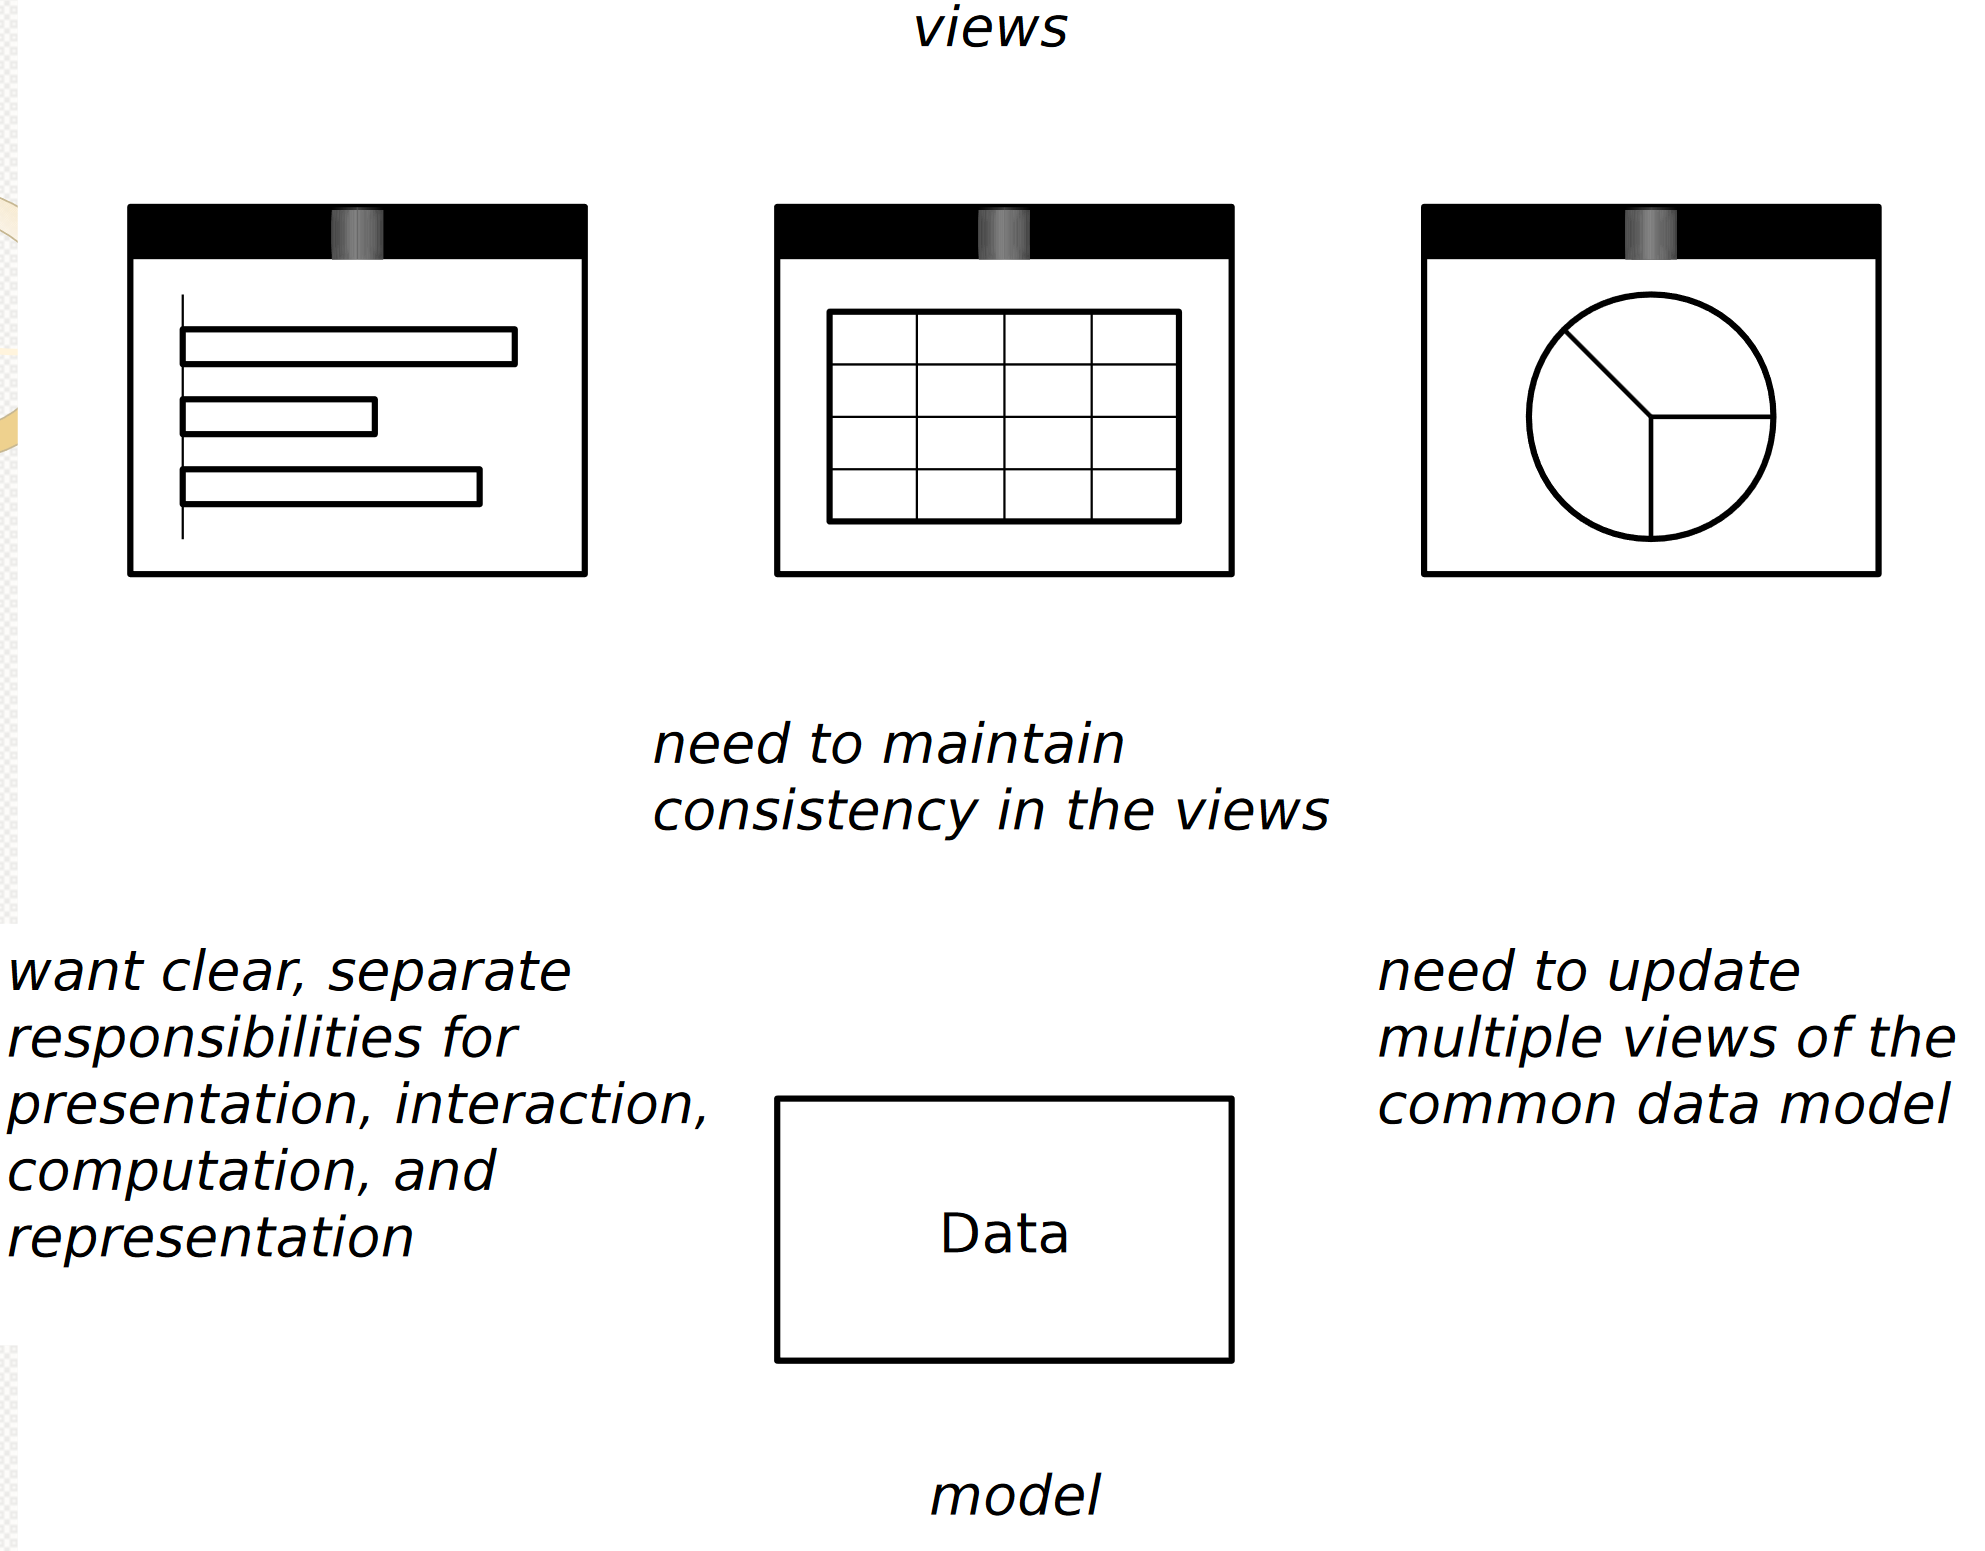 views
need to maintain
consistency in the views
want clear, separate
responsibilities for
presentation, interaction,
computation, and
representation
need to update
multiple views of the
common data model
Data
model